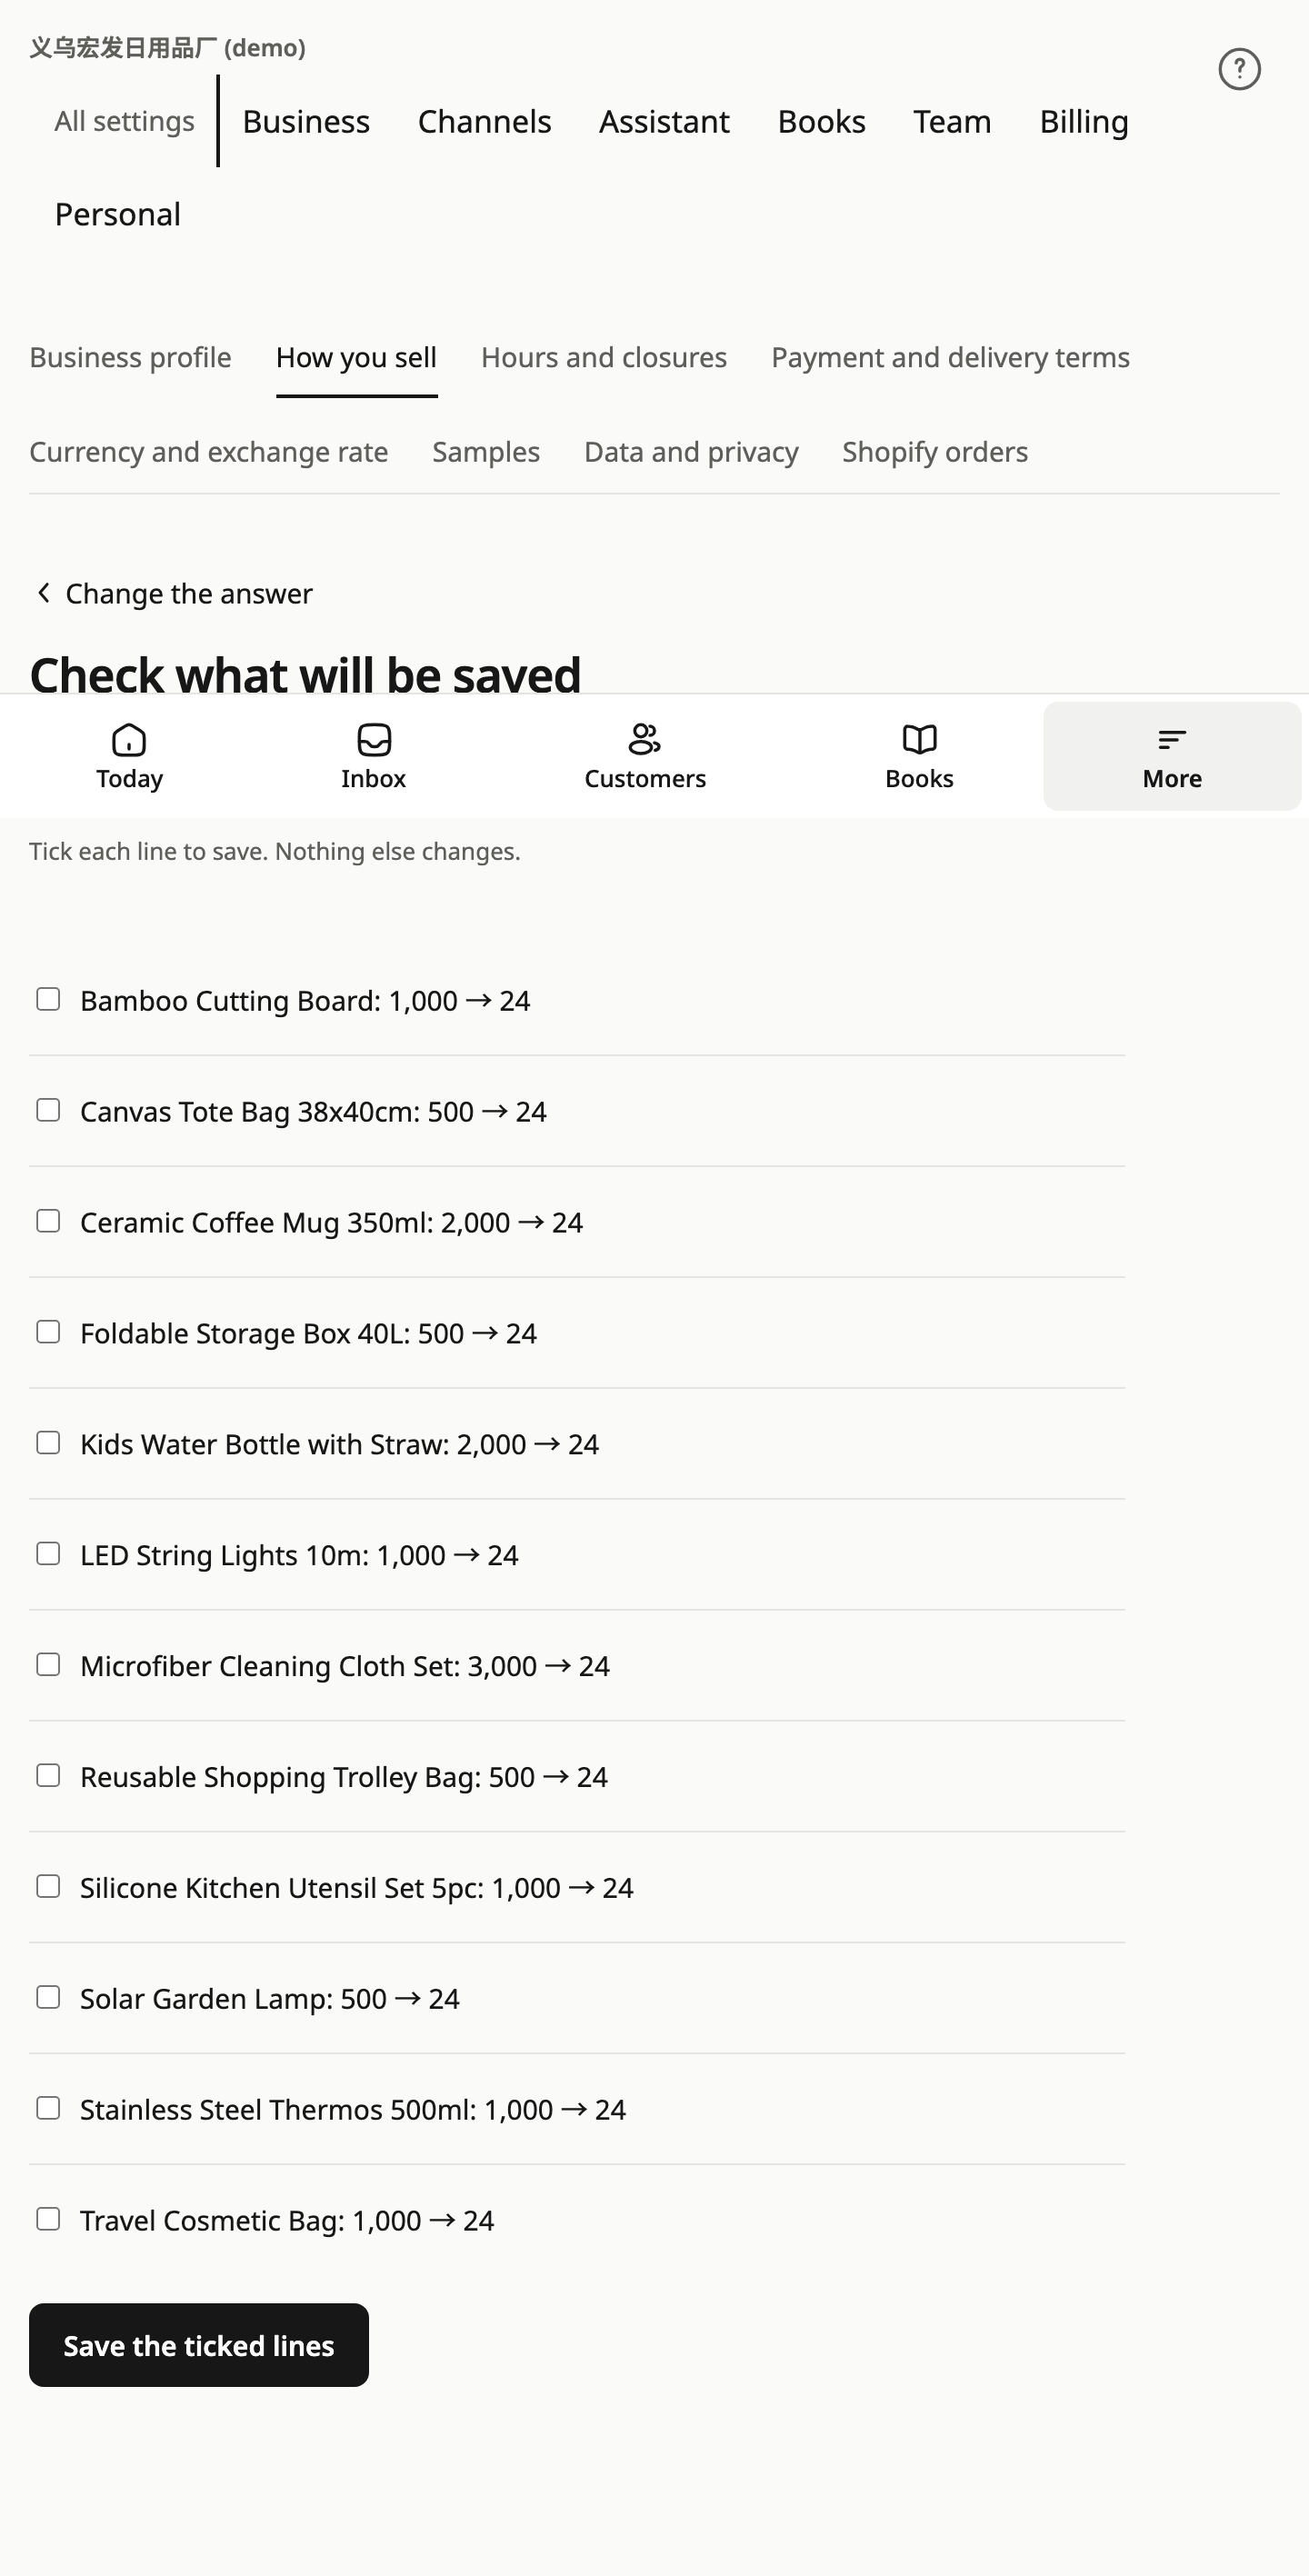 义乌宏发日用品厂 (demo)
All settings
Business
Channels
Assistant
Books
Team
Billing
Personal
Business profile
How you sell
Hours and closures
Payment and delivery terms
Currency and exchange rate
Samples
Data and privacy
Shopify orders
Change the answer
Check what will be saved
Today
Inbox
Customers
Books
More
Tick each line to save. Nothing else changes.
Bamboo Cutting Board: 1,000 → 24
Canvas Tote Bag 38x40cm: 500 → 24
Ceramic Coffee Mug 350ml: 2,000 → 24
Foldable Storage Box 40L: 500 → 24
Kids Water Bottle with Straw: 2,000 → 24
LED String Lights 10m: 1,000 → 24
Microfiber Cleaning Cloth Set: 3,000 → 24
Reusable Shopping Trolley Bag: 500 → 24
Silicone Kitchen Utensil Set 5pc: 1,000 → 24
Solar Garden Lamp: 500 → 24
Stainless Steel Thermos 500ml: 1,000 → 24
Travel Cosmetic Bag: 1,000 → 24
Save the ticked lines